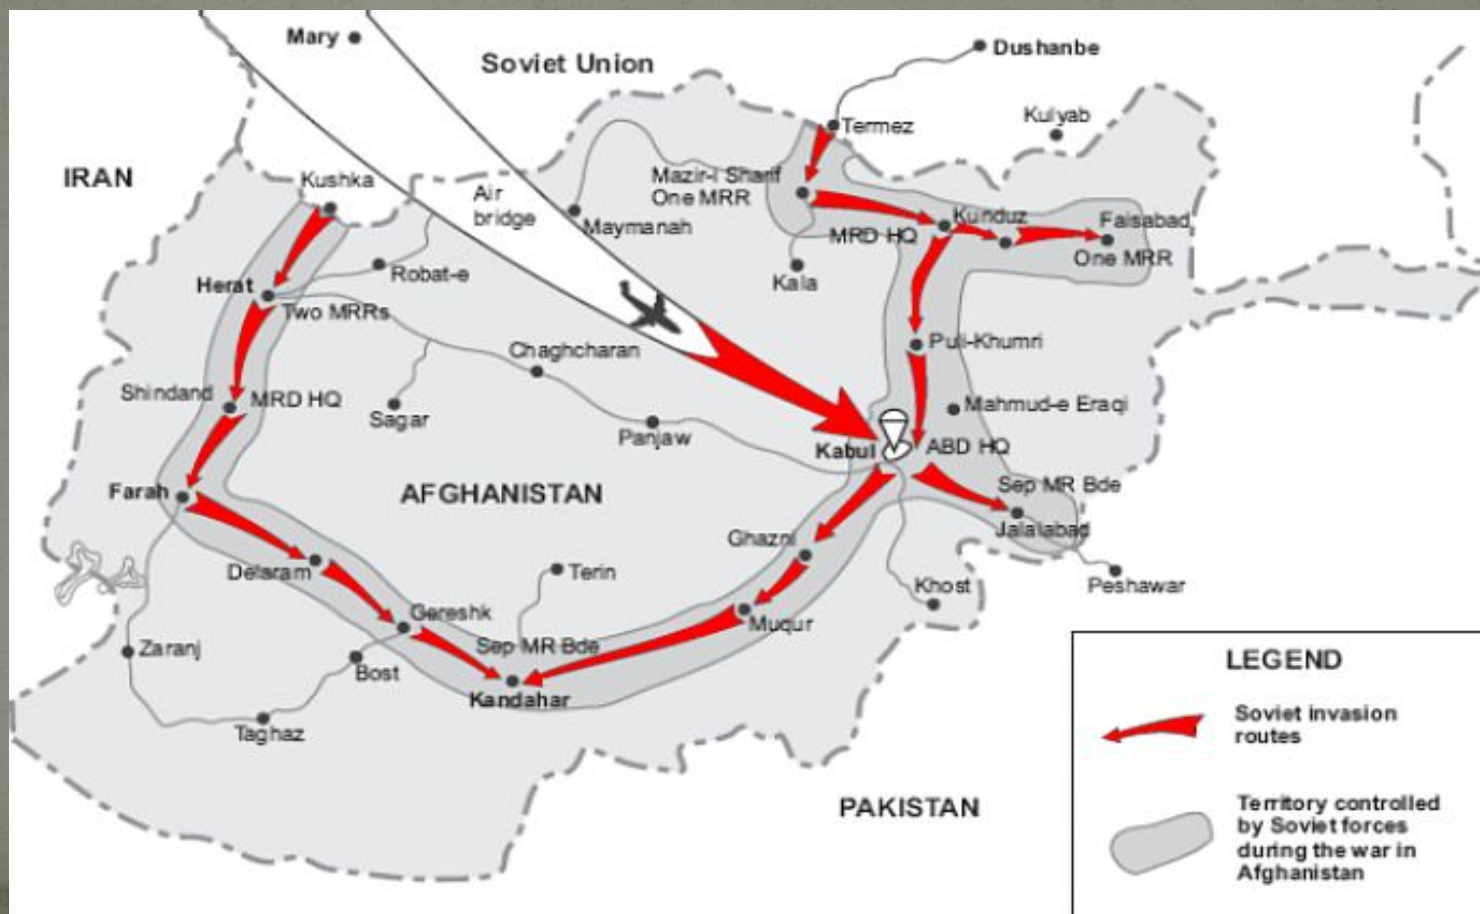 Mary
Soviet Union
Dushanbe
Kulyab
Termez
IRAN
Kushka
Air
bridge
Mazir-i Sharif
One MRR
Maymanah
Kunduz
Faisabad
MRD HQ
One MRR
Kala
Robat-e
Herat
Two MRRs
Chaghcharan
Puli-Khumri
Shindand
MRD HQ
Sagar
Panjaw
Mahmud-e Eraqi
Kabul
ABD HQ
Farah
AFGHANISTAN
Sep MR Bde
Jalalabad
Ghazni
Delaram
Terin
Khost
Peshawar
Gereshk
Muqur
Zaranj
Sep MR Bde
Bost
Kandahar
Taghaz
PAKISTAN
LEGEND
Soviet invasion
routes
Territory controlled
by Soviet forces
during the war in
Afghanistan